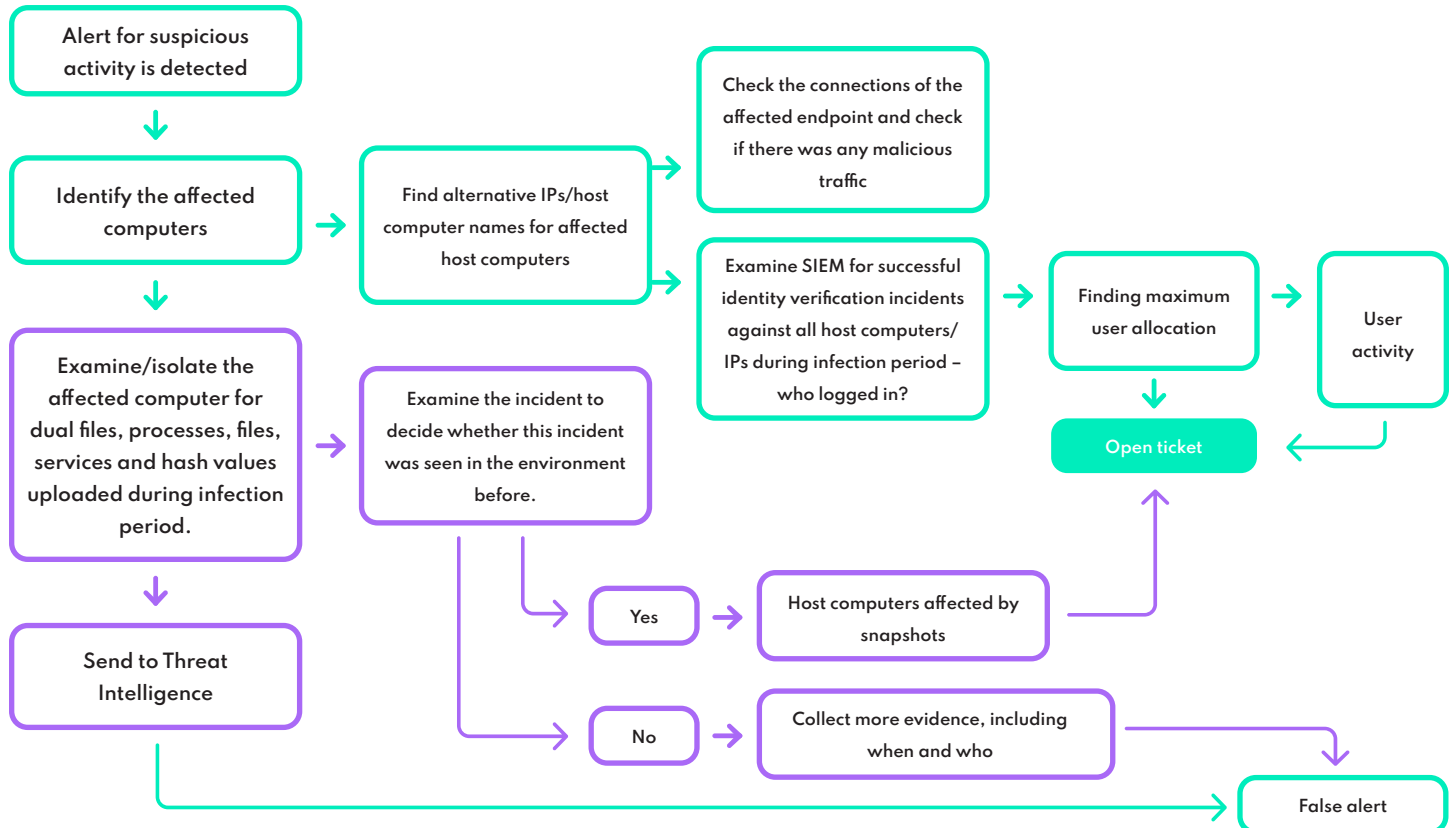 Alert for suspicious
activity is detected
Identify the affected
computers
Find alternative IPs/host
computer names for affected
host computers
Check the connections of the
affected endpoint and check
if there was any malicious
traffic
Examine SIEM for successful
identity verification incidents
against all host computers/
IPs during infection period –
who logged in?
Finding maximum
user allocation
User
activity
Open ticket
Examine/isolate the
affected computer for
dual files, processes, files,
services and hash values
uploaded during infection
period.
Examine the incident to
decide whether this incident
was seen in the environment
before.
Yes
Host computers affected by
snapshots
Send to Threat
Intelligence
No
Collect more evidence, including
when and who
False alert